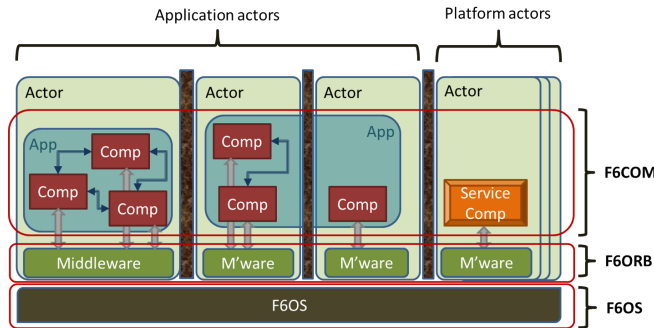 Application actors
Platform actors
Actor
Actor
Actor
Actor
App
Comp
Comp
Comp
Comp
App
Comp
Comp
Service
Comp
F6COM
Middleware
M'ware
M'ware
M'ware
F6ORB
F6OS
F6OS